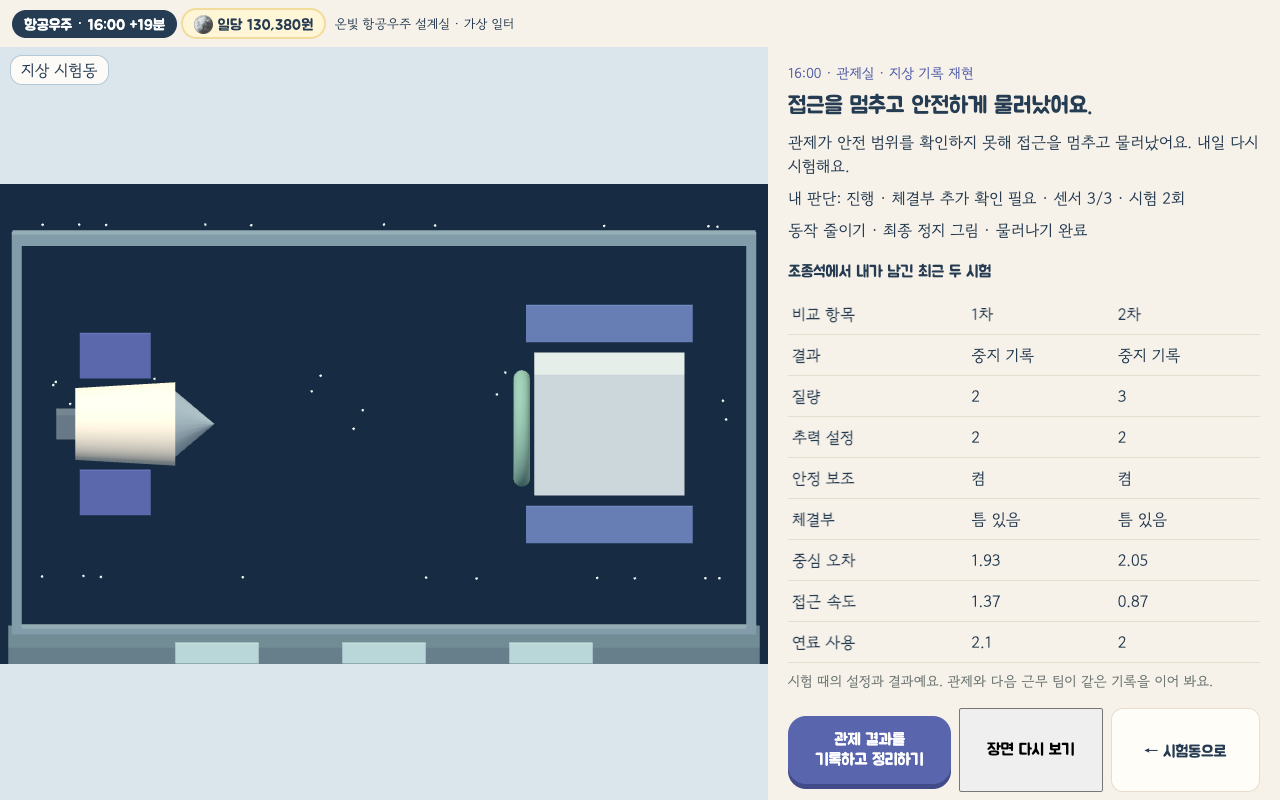 항공우주 · 16:00 +19분
일당 130,380원
온빛 항공우주 설계실 · 가상 일터
지상 시험동
16:00 · 관제실 · 지상 기록 재현
접근을 멈추고 안전하게 물러났어요.
관제가 안전 범위를 확인하지 못해 접근을 멈추고 물러났어요. 내일 다시
시험해요.
내 판단: 진행 · 체결부 추가 확인 필요 · 센서 3/3 · 시험 2회
동작 줄이기 · 최종 정지 그림 · 물러나기 완료
조종석에서 내가 남긴 최근 두 시험
비교 항목 1차 2차
결과 중지 기록 중지 기록
질량 2 3
추력 설정 2 2
안정 보조 켬 켬
체결부 틈 있음 틈 있음
중심 오차 1.93 2.05
접근 속도 1.37 0.87
연료 사용 2.1 2
시험 때의 설정과 결과예요. 관제와 다음 근무 팀이 같은 기록을 이어 봐요.
관제 결과를
기록하고 정리하기
장면 다시 보기
← 시험동으로